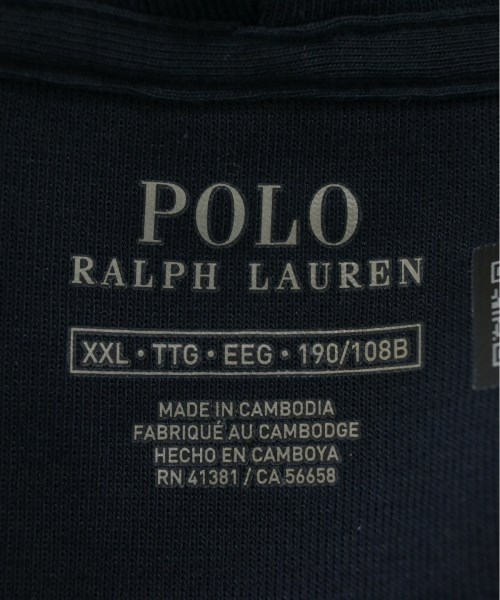 POLO
RALPH LAUREN
XXL • TTG • EEG • 190/108B
MADE IN CAMBODIA
FABRIQUÉ AU CAMBODGE
HECHO EN CAMBOYA
RN 41381 / CA 56658